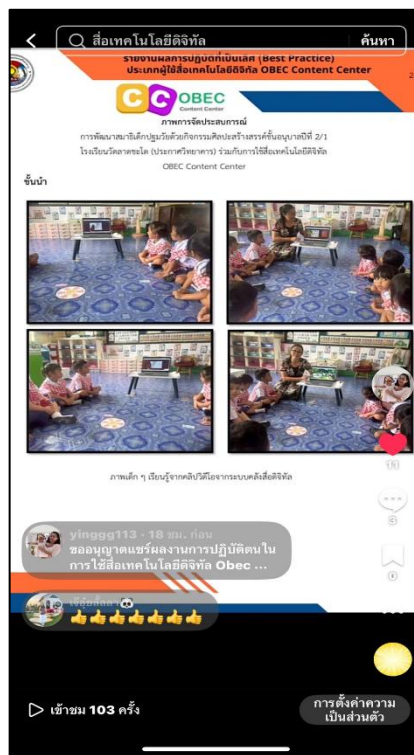 สื่อเทคโนโลยีดิจิทัล
ค้นหา
รายงานผลการปฏิบัติที่เป็นเลิศ (Best Practice)
ประเภทผู้ใช้สื่อเทคโนโลยีดิจิทัล OBEC Content Center
CC OBEC
Content Center
ภาพการจัดประสบการณ์
การพัฒนาสมาธิเด็กปฐมวัยด้วยกิจกรรมศิลปะสร้างสรรค์ชั้นอนุบาลปีที่ 2/1
โรงเรียนวัดลาดชะโด (ประกาศวิทยาคาร) ร่วมกับการใช้สื่อเทคโนโลยีดิจิทัล
OBEC Content Center
ขั้นนำ
ภาพเด็ก ๆ เรียนรู้จากคลิปวีดีโอจากระบบคลังสื่อดิจิทัล
11
3
yinggg113 · 18 ชม. ก่อน
ขออนุญาตแชร์ผลงานการปฏิบัติตนใน
การใช้สื่อเทคโนโลยีดิจิทัล Obec ...
👍👍👍👍👍👍👍
เข้าชม 103 ครั้ง
การตั้งค่าความ
เป็นส่วนตัว